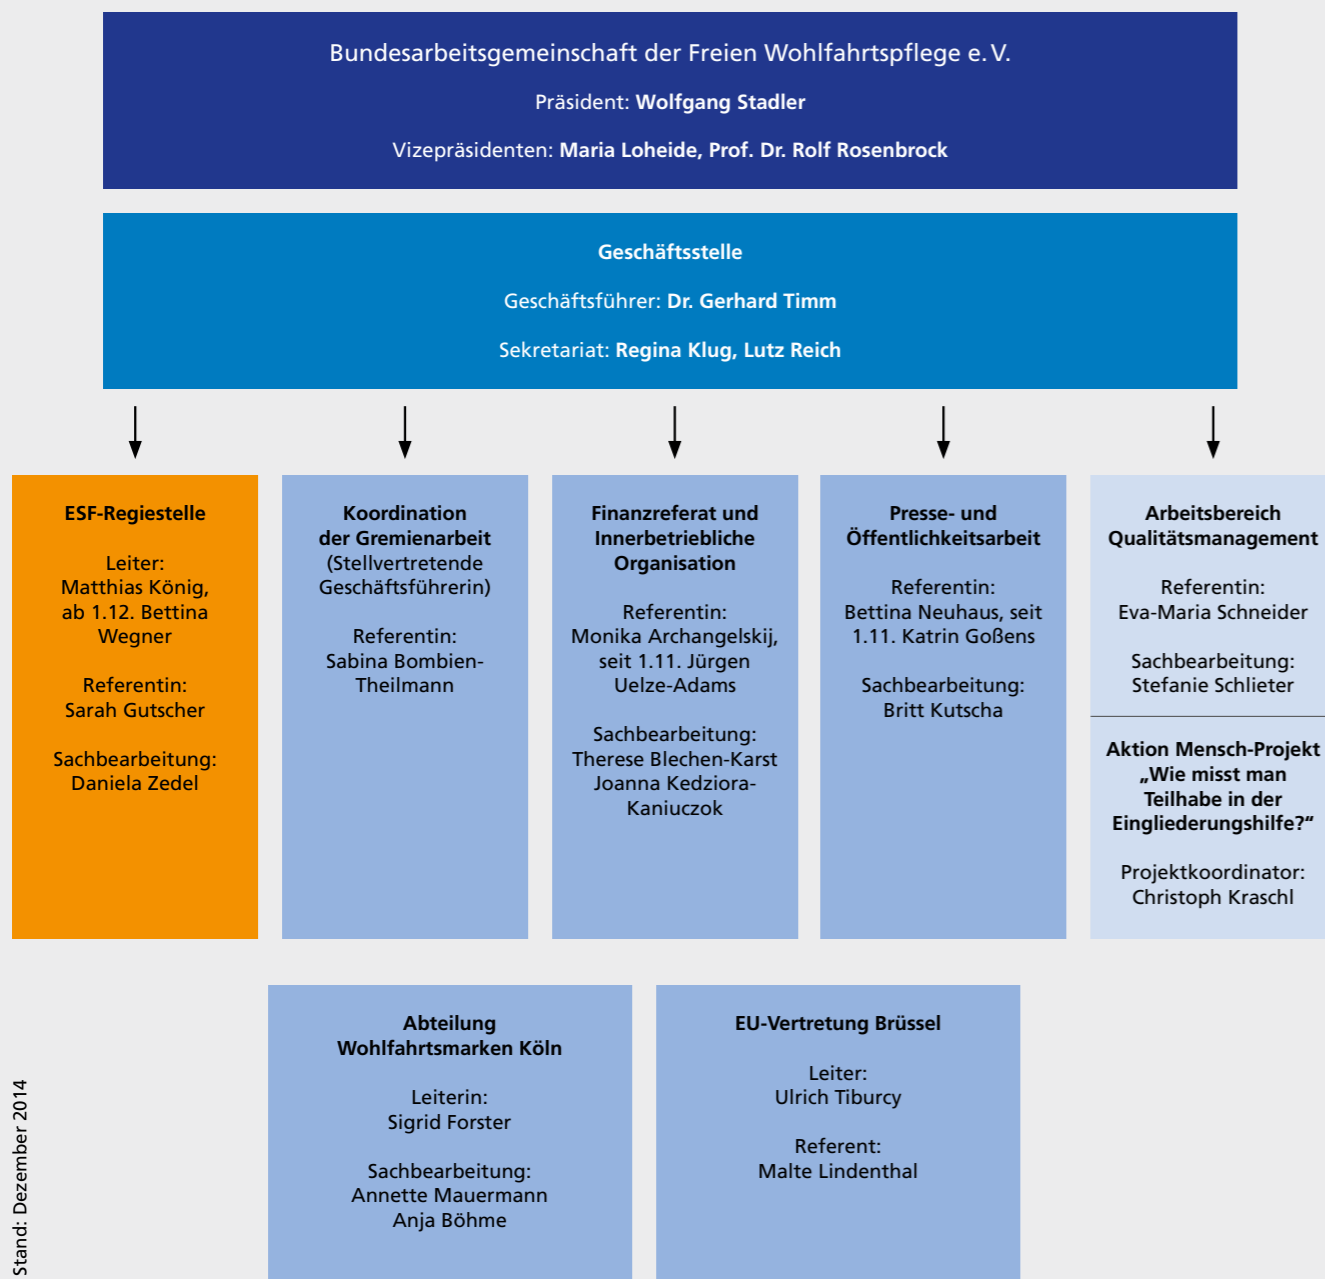 Bundesarbeitsgemeinschaft der Freien Wohlfahrtspflege e. V.
Präsident: Wolfgang Stadler
Vizepräsidenten: Maria Loheide, Prof. Dr. Rolf Rosenbrock
Geschäftsstelle
Geschäftsführer: Dr. Gerhard Timm
Sekretariat: Regina Klug, Lutz Reich
ESF-Regiestelle
Leiter:
Matthias König,
ab 1.12. Bettina
Wegner
Referentin:
Sarah Gutscher
Sachbearbeitung:
Daniela Zedel
Koordination
der Gremienarbeit
(Stellvertretende
Geschäftsführerin)
Referentin:
Sabina Bombien-
Theilmann
Finanzreferat und
Innerbetriebliche
Organisation
Referentin:
Monika Archangelskij,
seit 1.11. Jürgen
Uelze-Adams
Sachbearbeitung:
Therese Blechen-Karst
Joanna Kedziora-
Kaniuczok
Presse- und
Öffentlichkeitsarbeit
Referentin:
Bettina Neuhaus, seit
1.11. Katrin Goßens
Sachbearbeitung:
Britt Kutscha
Arbeitsbereich
Qualitätsmanagement
Referentin:
Eva-Maria Schneider
Sachbearbeitung:
Stefanie Schlieter
Aktion Mensch-Projekt
„Wie misst man
Teilhabe in der
Eingliederungshilfe?“
Projektkoordinator:
Christoph Kraschl
Abteilung
Wohlfahrtsmarken Köln
Leiterin:
Sigrid Forster
Sachbearbeitung:
Annette Mauermann
Anja Böhme
EU-Vertretung Brüssel
Leiter:
Ulrich Tiburcy
Referent:
Malte Lindenthal
Stand: Dezember 2014